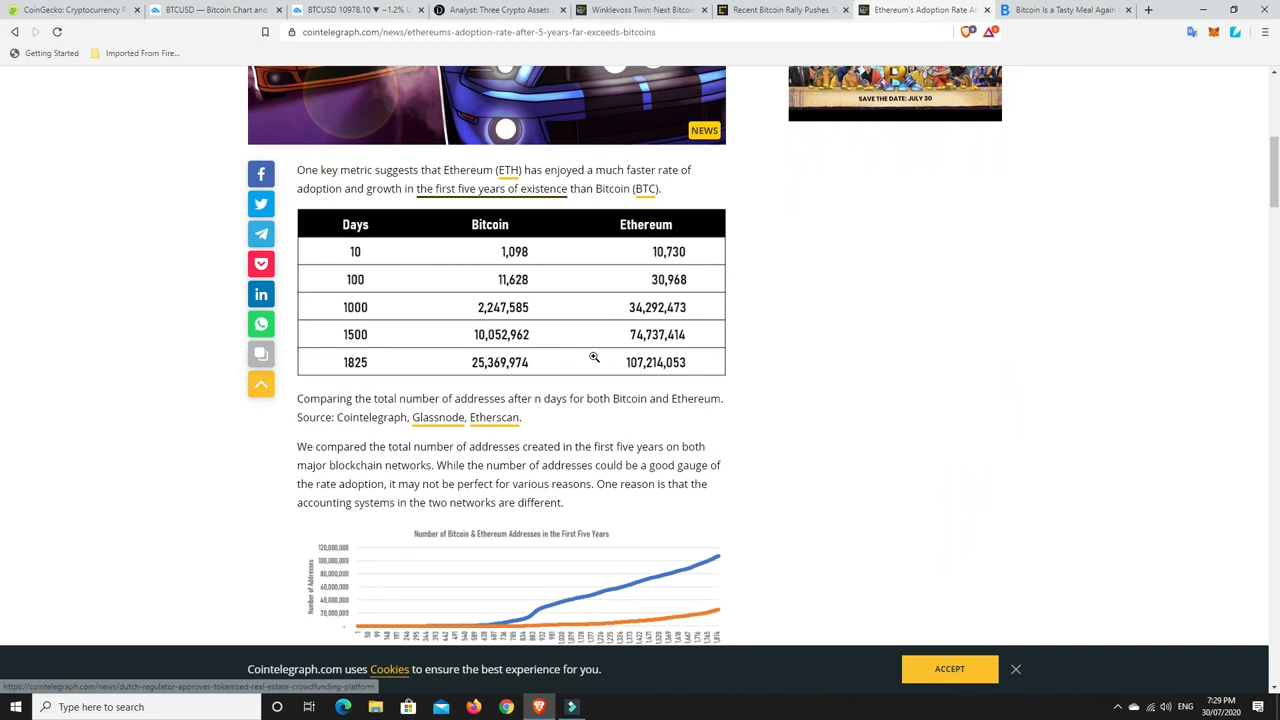 CoinGecko: Cryptocurrency P
BTCUSD — Bitcoin Chart and
BTCUSD 10978.10 ▼ −1.2% U
Analyst: Three Crypto Assets
Winklevoss Twin: Next Bitcoin
Recent Bitcoin Rally Pushes 'A
Ethereum's Adoption Rate Afte
Bitcoin Is a Tasty Meal Again
cointelegraph.com/news/ethereums-adoption-rate-after-5-years-far-exceeds-bitcoins
Getting Started
Imported From Fire...
SAVE THE DATE: JULY 30
NEWS
One key metric suggests that Ethereum (ETH) has enjoyed a much faster rate of
adoption and growth in the first five years of existence than Bitcoin (BTC).
Days Bitcoin Ethereum
10 1,098 10,730
100 11,628 30,968
1000 2,247,585 34,292,473
1500 10,052,962 74,737,414
1825 25,369,974 107,214,053
Comparing the total number of addresses after n days for both Bitcoin and Ethereum.
Source: Cointelegraph, Glassnode, Etherscan.
We compared the total number of addresses created in the first five years on both
major blockchain networks. While the number of addresses could be a good gauge of
the rate adoption, it may not be perfect for various reasons. One reason is that the
accounting systems in the two networks are different.
Number of Bitcoin & Ethereum Addresses in the First Five Years
Number of Addresses
120,000,000
100,000,000
80,000,000
60,000,000
40,000,000
20,000,000
Cointelegraph.com uses Cookies to ensure the best experience for you.
ACCEPT
https://cointelegraph.com/news/dutch-regulator-approves-tokenized-real-estate-crowdfunding-platform
Type here to search
ENG
7:29 PM
30/07/2020